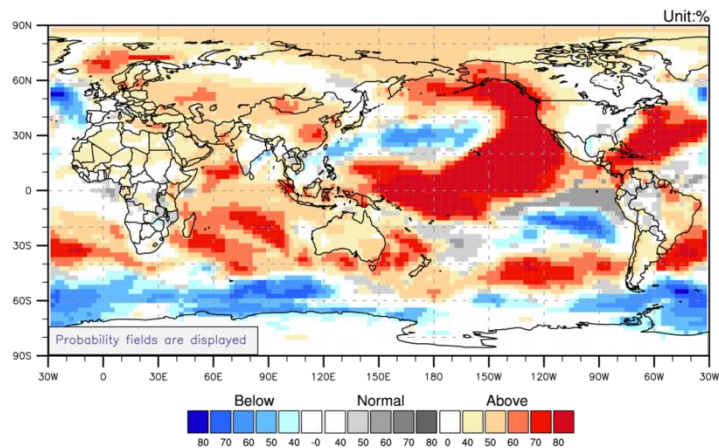 Unit:%
90N
60N
30N
0
30S
60S
90S
Probability fields are displayed
30W 0 30E 60E 90E 120E 150E 180 150W 120W 90W 60W 30W
Below Normal Above
80 70 60 50 40 -0 40 50 60 70 80 0 40 50 60 70 80